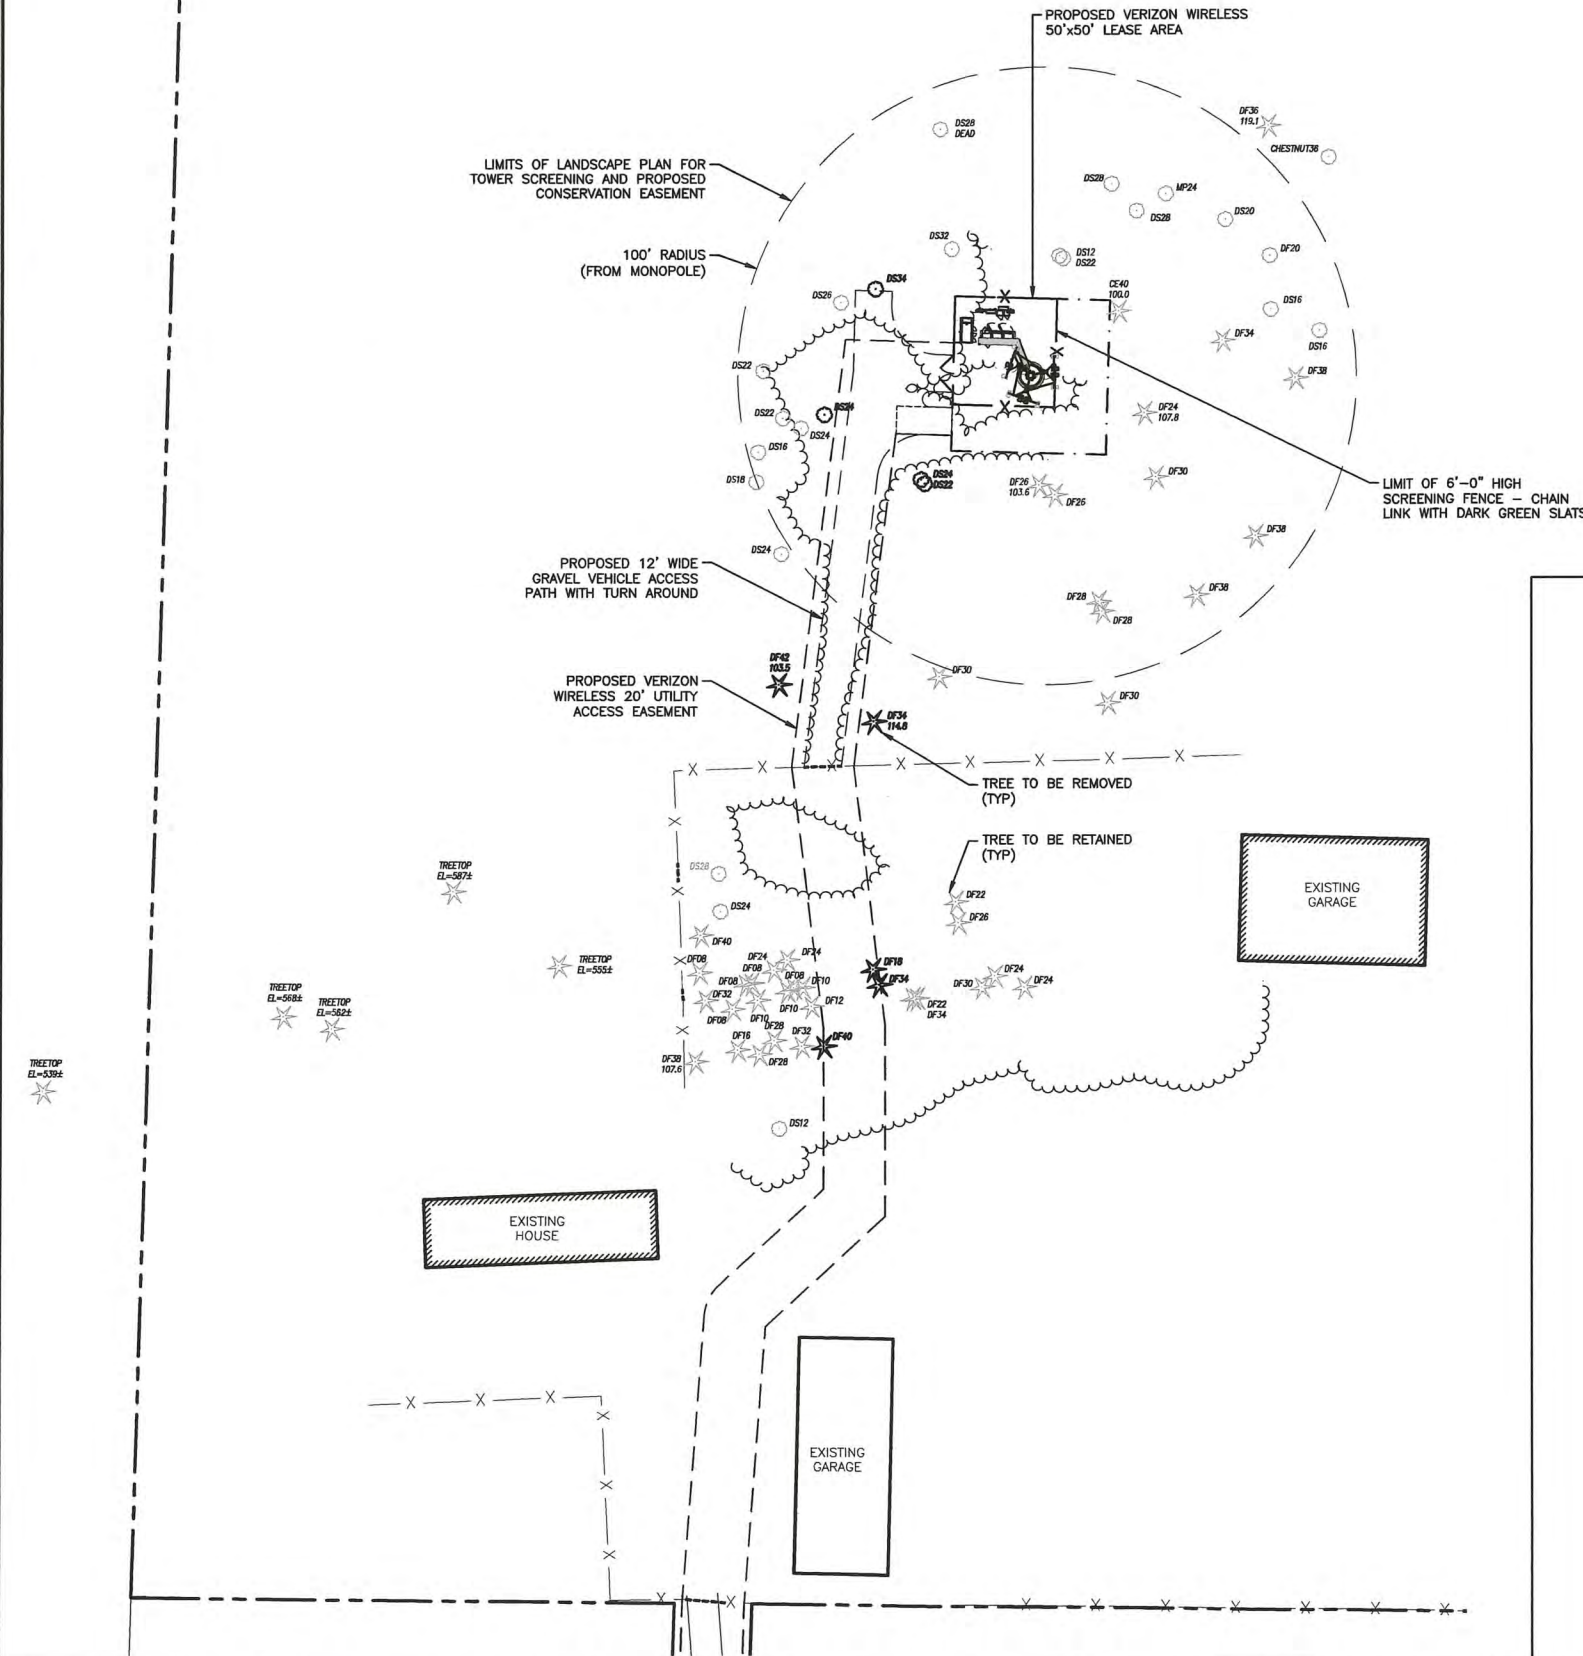 PROPOSED VERIZON WIRELESS
50'x50' LEASE AREA
DF36
119.1
DS28
DEAD
CHESTNUT36
LIMITS OF LANDSCAPE PLAN FOR
TOWER SCREENING AND PROPOSED
CONSERVATION EASEMENT
DS28
MP24
DS28
DS20
DS32
DS12
DS22
DF20
100' RADIUS
(FROM MONOPOLE)
DS34
DS26
CE40
100.0
DS16
DF34
DS16
DS22
DF38
DS22
DS24
DS24
DF24
107.8
DS16
DS18
DS24
DS22
DF26
103.6
DF26
DF30
LIMIT OF 6'-0" HIGH
SCREENING FENCE – CHAIN
LINK WITH DARK GREEN SLATS
DF38
DS24
PROPOSED 12' WIDE
GRAVEL VEHICLE ACCESS
PATH WITH TURN AROUND
DF28
DF28
DF38
DF42
103.5
DF30
PROPOSED VERIZON
WIRELESS 20' UTILITY
ACCESS EASEMENT
DF30
DF34
114.8
TREE TO BE REMOVED
(TYP)
TREE TO BE RETAINED
(TYP)
TREETOP
EL=587±
DS28
DS24
DF22
DF26
EXISTING
GARAGE
DF40
TREETOP
EL=555±
DF08
DF24
DF24
DF08
DF08
DF08
DF10
DF18
DF34
DF30
DF24
DF24
TREETOP
EL=568±
TREETOP
EL=562±
DF32
DF08
DF10
DF10
DF12
DF22
DF34
DF28
DF16
DF32
DF40
DF28
DF38
107.6
TREETOP
EL=539±
DS12
EXISTING
HOUSE
EXISTING
GARAGE